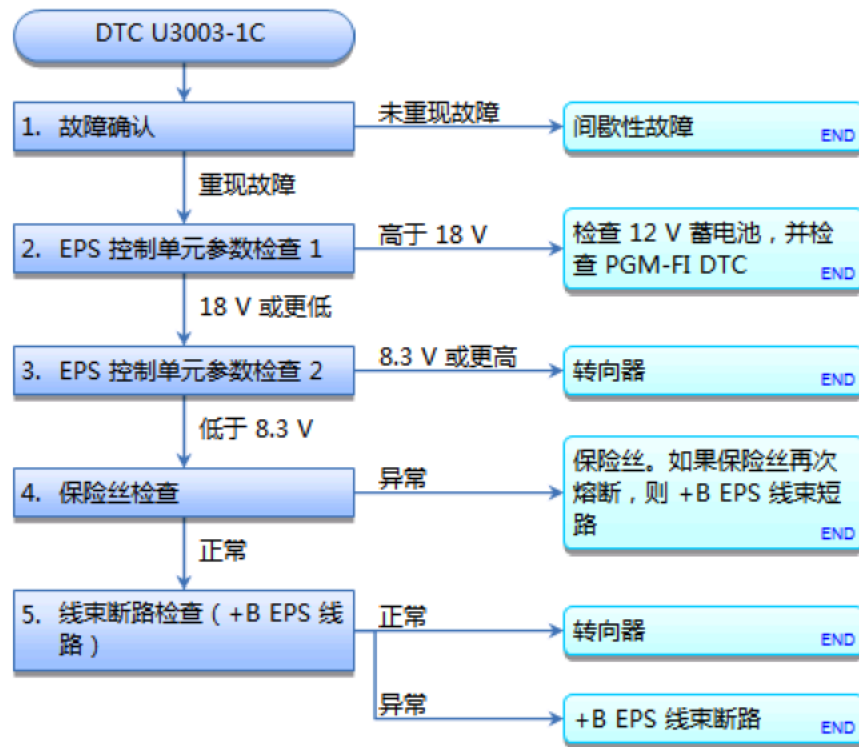 DTC U3003-1C
1. 故障确认
未重现故障
间歇性故障
END
重现故障
2. EPS 控制单元参数检查 1
高于 18 V
检查 12 V 蓄电池，并检
查 PGM-FI DTC
END
18 V 或更低
3. EPS 控制单元参数检查 2
8.3 V 或更高
转向器
END
低于 8.3 V
4. 保险丝检查
异常
保险丝。如果保险丝再次
熔断，则 +B EPS 线束短
路
END
正常
5. 线束断路检查（+B EPS 线
路）
正常
转向器
END
异常
+B EPS 线束断路
END